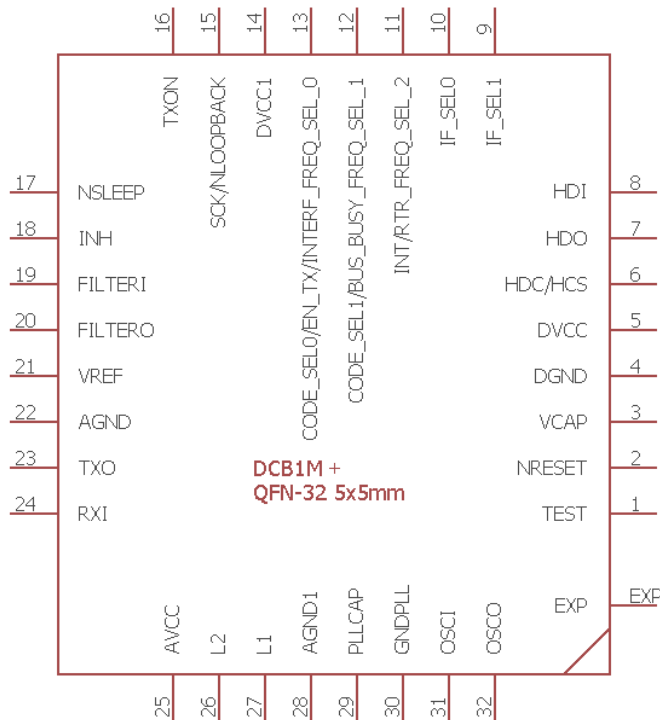 16
15
14
13
12
11
10
9
TXON
SCK/NLOOPBACK
DVCC1
CODE_SEL0/EN_TX/INTERF_FREQ_SEL_0
CODE_SEL1/BUS_BUSY_FREQ_SEL_1
INT/RTR_FREQ_SEL_2
IF_SEL0
IF_SEL1
17 NSLEEP
18 INH
19 FILTERI
20 FILTERO
21 VREF
22 AGND
23 TXO
24 RXI
HDI 8
HDO 7
HDC/HCS 6
DVCC 5
DGND 4
VCAP 3
NRESET 2
TEST 1
EXP EXP
DCB1M +
QFN-32 5x5mm
AVCC
L2
L1
AGND1
PLLCAP
GNDPLL
OSCI
OSCO
25
26
27
28
29
30
31
32